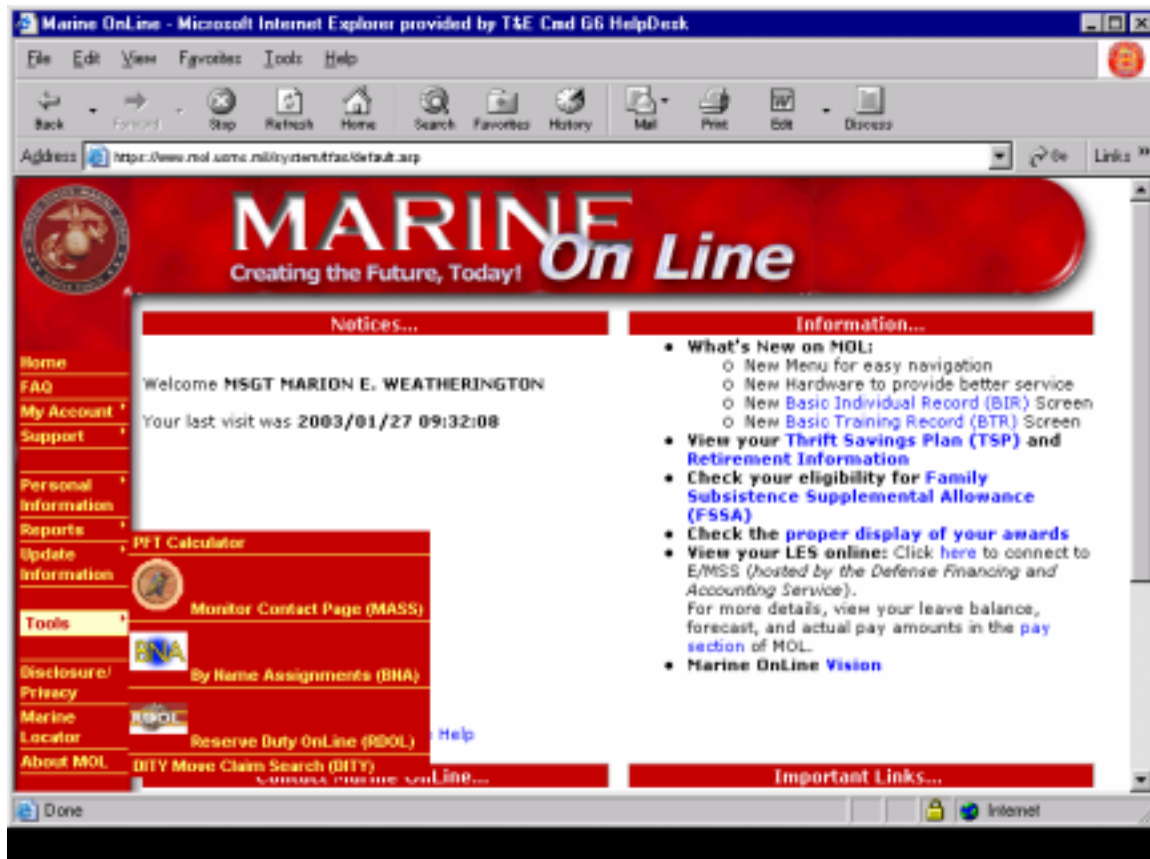 Marine OnLine - Microsoft Internet Explorer provided by T&E Cmd G6 HelpDesk
File Edit View Favorites Tools Help
Back Forward Stop Refresh Home Search Favorites History Mail Print Edit Discuss
Address https://www.mol.usmc.mil/system/tfas/default.asp Go Links »
MARINE
On Line
Creating the Future, Today!
Home
FAQ
My Account
Support
Personal
Information
Reports
Update
Information
Tools
Disclosure/
Privacy
Marine
Locator
About MOL
PFT Calculator
Monitor Contact Page (MASS)
BNA
By Name Assignments (BNA)
RDOL
Reserve Duty OnLine (RDOL)
DITY Move Claim Search (DITY)
Notices...
Welcome MSGT MARION E. WEATHERINGTON
Your last visit was 2003/01/27 09:32:08
Help
Contact Marine OnLine...
Information...
What's New on MOL:
New Menu for easy navigation
New Hardware to provide better service
New Basic Individual Record (BIR) Screen
New Basic Training Record (BTR) Screen
View your Thrift Savings Plan (TSP) and
Retirement Information
Check your eligibility for Family
Subsistence Supplemental Allowance
(FSSA)
Check the proper display of your awards
View your LES online: Click here to connect to
E/MSS (hosted by the Defense Financing and
Accounting Service).
For more details, view your leave balance,
forecast, and actual pay amounts in the pay
section of MOL.
Marine OnLine Vision
Important Links...
Done
Internet